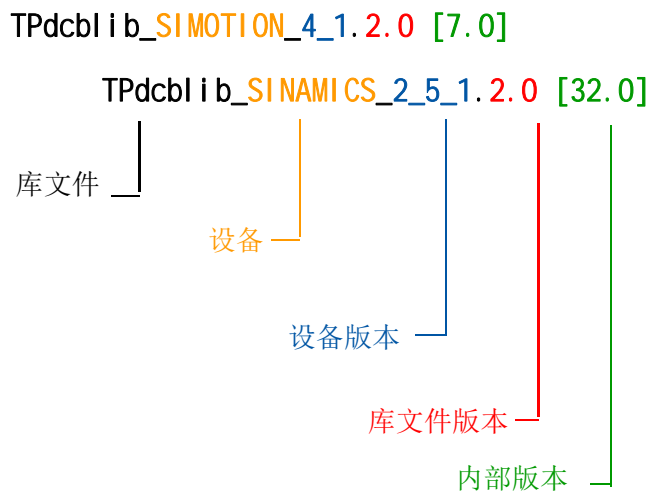 TPdcblib_SIMOTION_4_1.2.0 [7.0]
TPdcblib_SINAMICS_2_5_1.2.0 [32.0]
库文件
设备
设备版本
库文件版本
内部版本